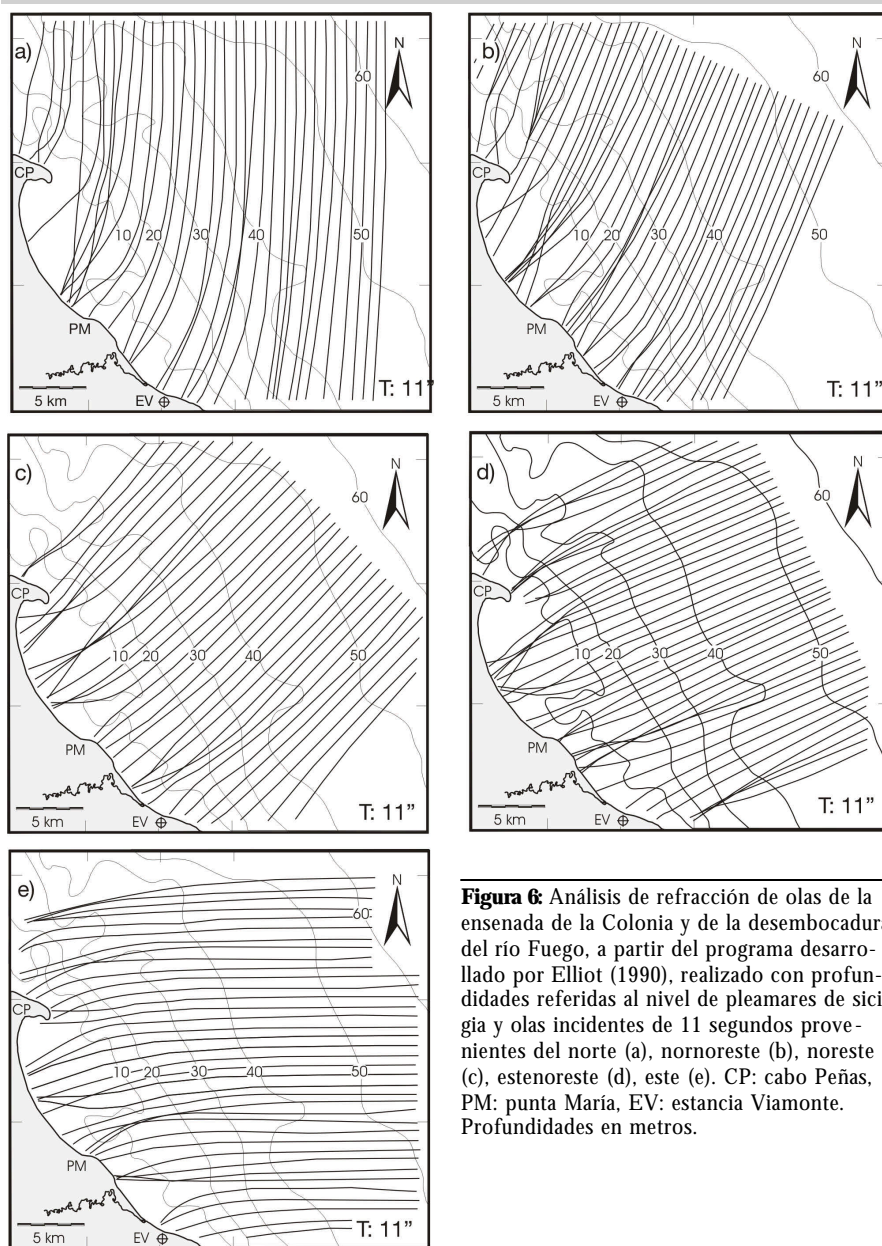 a)
N
60
CP
10 20 30 40 50
PM
5 km
EV
T: 11”
b)
N
60
CP
10 20 30 40 50
PM
5 km
EV
T: 11”
c)
N
60
CP
10 20 30 40 50
PM
5 km
EV
T: 11”
d)
N
60
CP
10 20 30 40 50
PM
5 km
EV
T: 11”
e)
N
60
CP
10 20 30 40 50
PM
5 km
EV
T: 11”
Figura 6: Análisis de refracción de olas de la
ensenada de la Colonia y de la desembocadura
del río Fuego, a partir del programa desarro-
llado por Elliot (1990), realizado con profun-
didades referidas al nivel de pleamares de sici
gia y olas incidentes de 11 segundos prove-
nientes del norte (a), nornoreste (b), noreste
(c), estenoreste (d), este (e). CP: cabo Peñas,
PM: punta María, EV: estancia Viamonte.
Profundidades en metros.